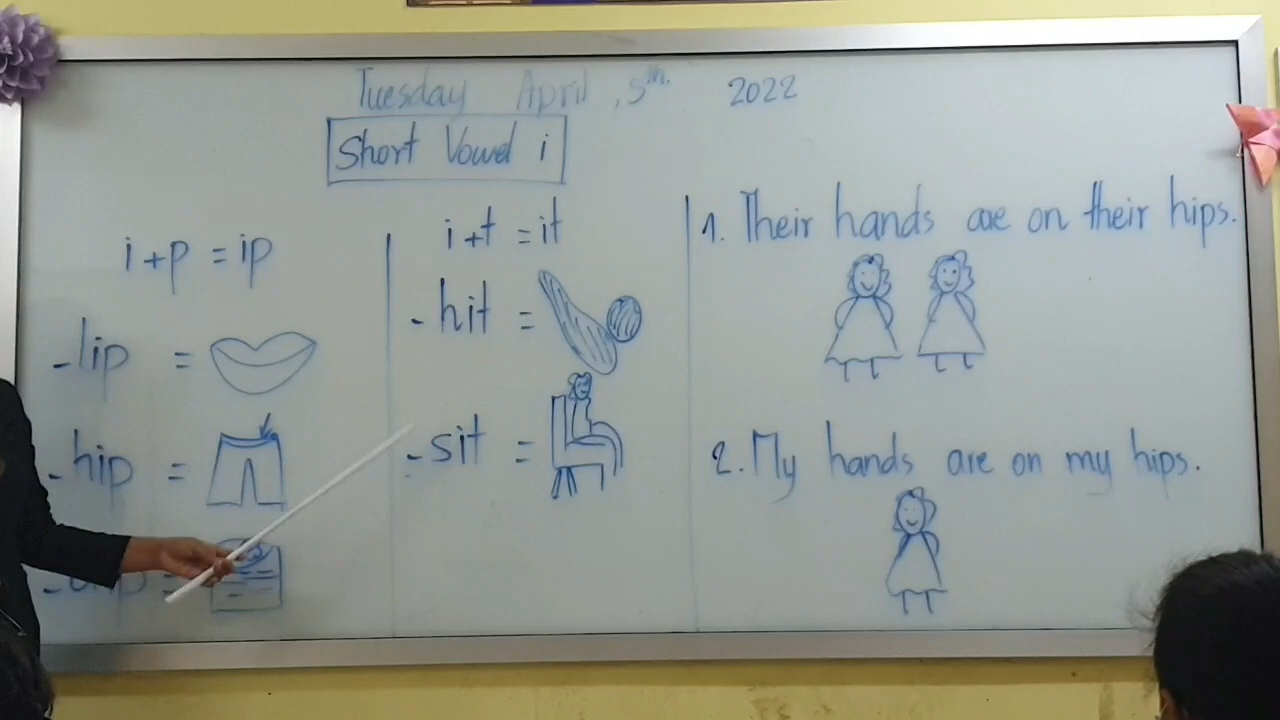 Tuesday April, 5th. 2022
Short Vowel i
i+p = ip
-lip =
-hip =
i+t = it
-hit =
-sit =
1. Their hands are on their hips.
2. My hands are on my hips.